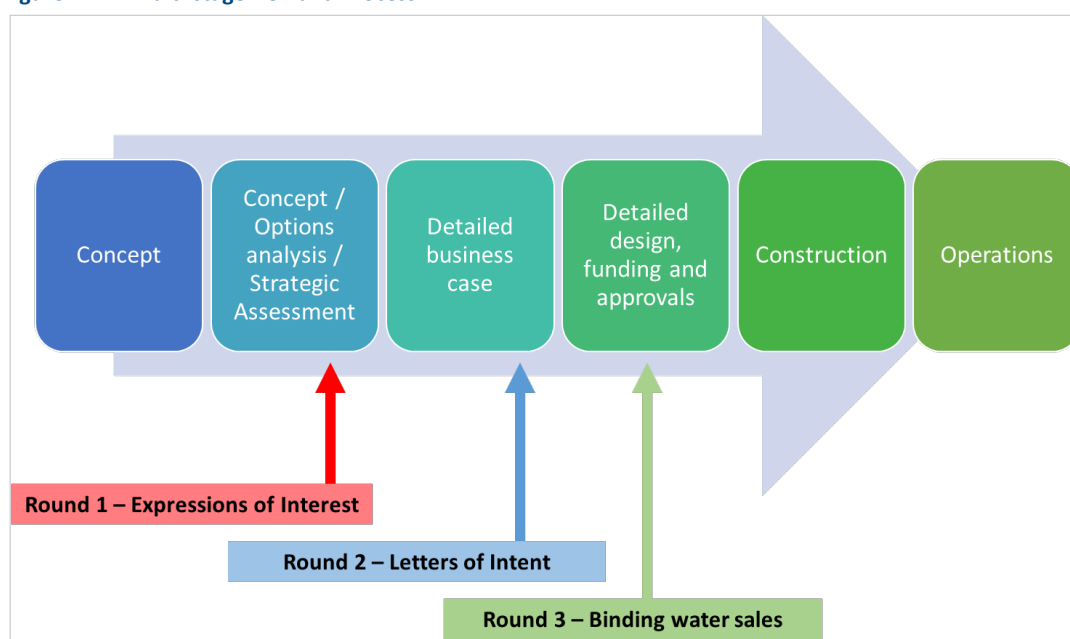 Concept
Concept /
Options
analysis /
Strategic
Assessment
Detailed
business
case
Detailed
design,
funding and
approvals
Construction
Operations
Round 1 – Expressions of Interest
Round 2 – Letters of Intent
Round 3 – Binding water sales